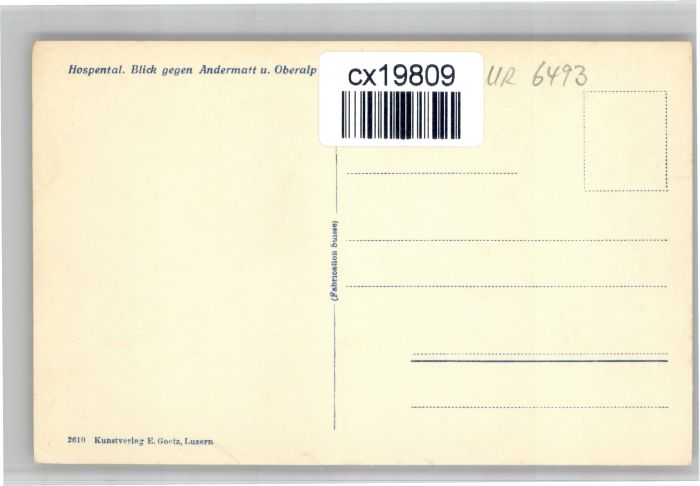 Hospental. Blick gegen Andermatt u. Oberalp
cx19809
UR 6493
(Fabrication Suisse)
2610 Kunstverlag E. Goetz, Luzern